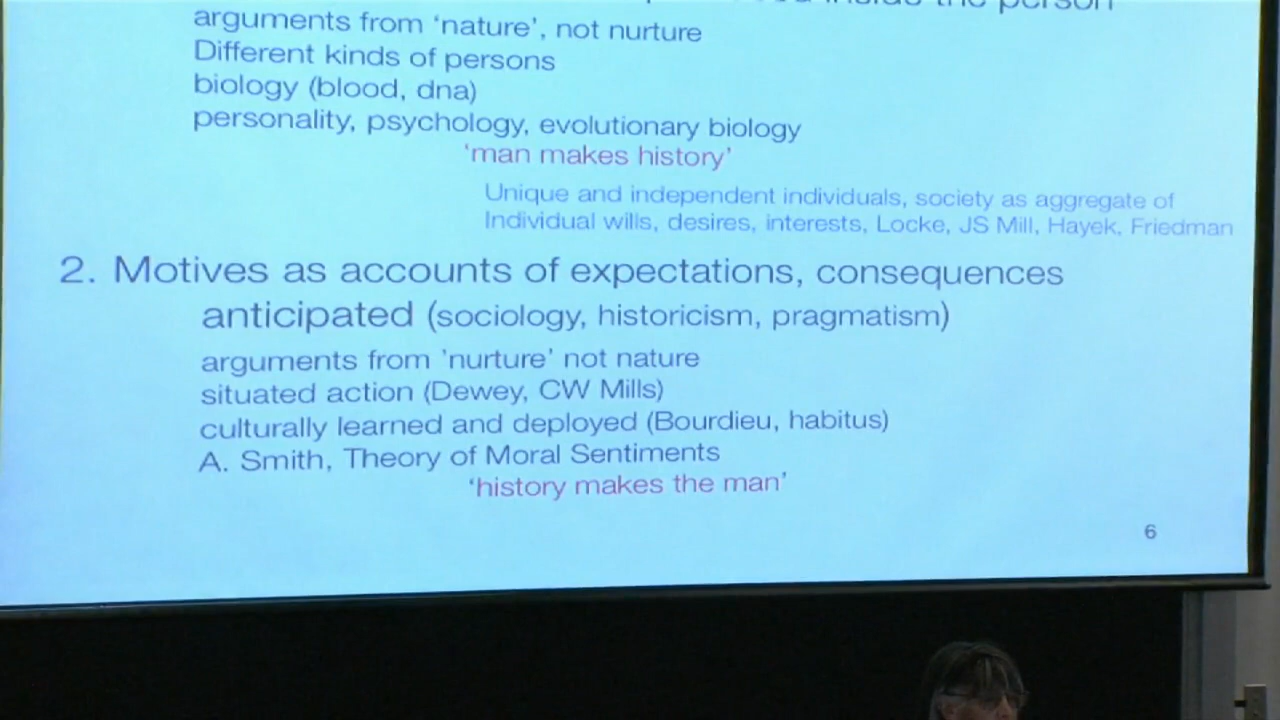 inside the person
arguments from ‘nature’, not nurture
Different kinds of persons
biology (blood, dna)
personality, psychology, evolutionary biology
‘man makes history’
Unique and independent individuals, society as aggregate of
Individual wills, desires, interests, Locke, JS Mill, Hayek, Friedman
2. Motives as accounts of expectations, consequences
anticipated (sociology, historicism, pragmatism)
arguments from ’nurture’ not nature
situated action (Dewey, CW Mills)
culturally learned and deployed (Bourdieu, habitus)
A. Smith, Theory of Moral Sentiments
‘history makes the man’
6